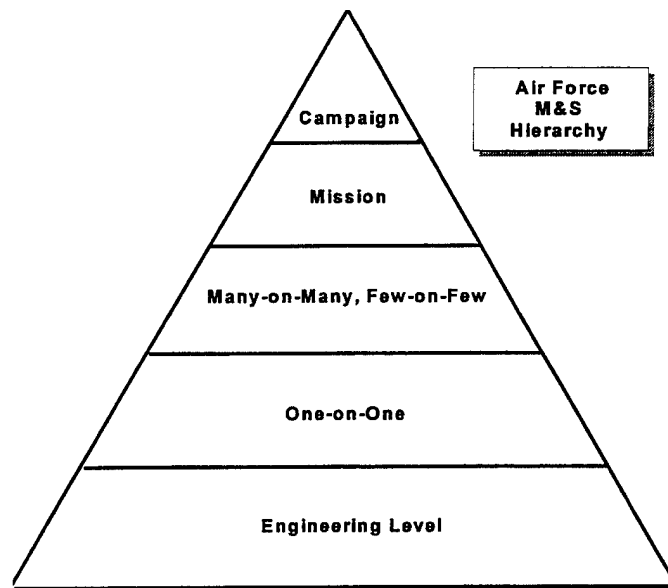 Air Force
M&S
Hierarchy
Campaign
Mission
Many-on-Many, Few-on-Few
One-on-One
Engineering Level